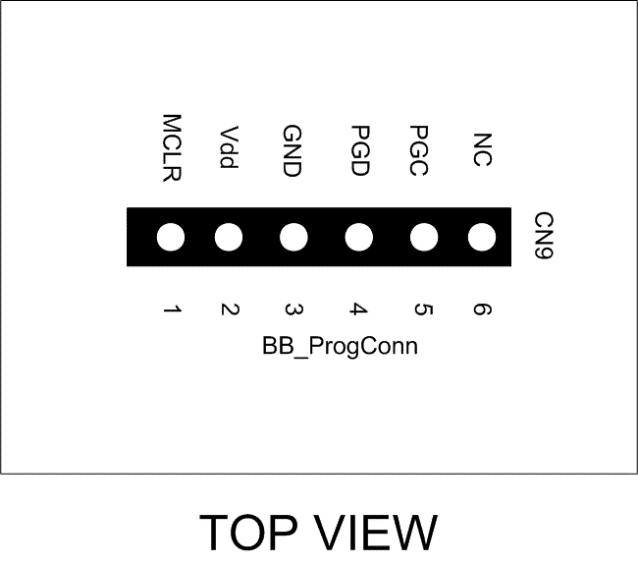 MCLR Vdd GND PGD PGC NC
CN9
1 2 3 4 5 6
BB_ProgConn
TOP VIEW